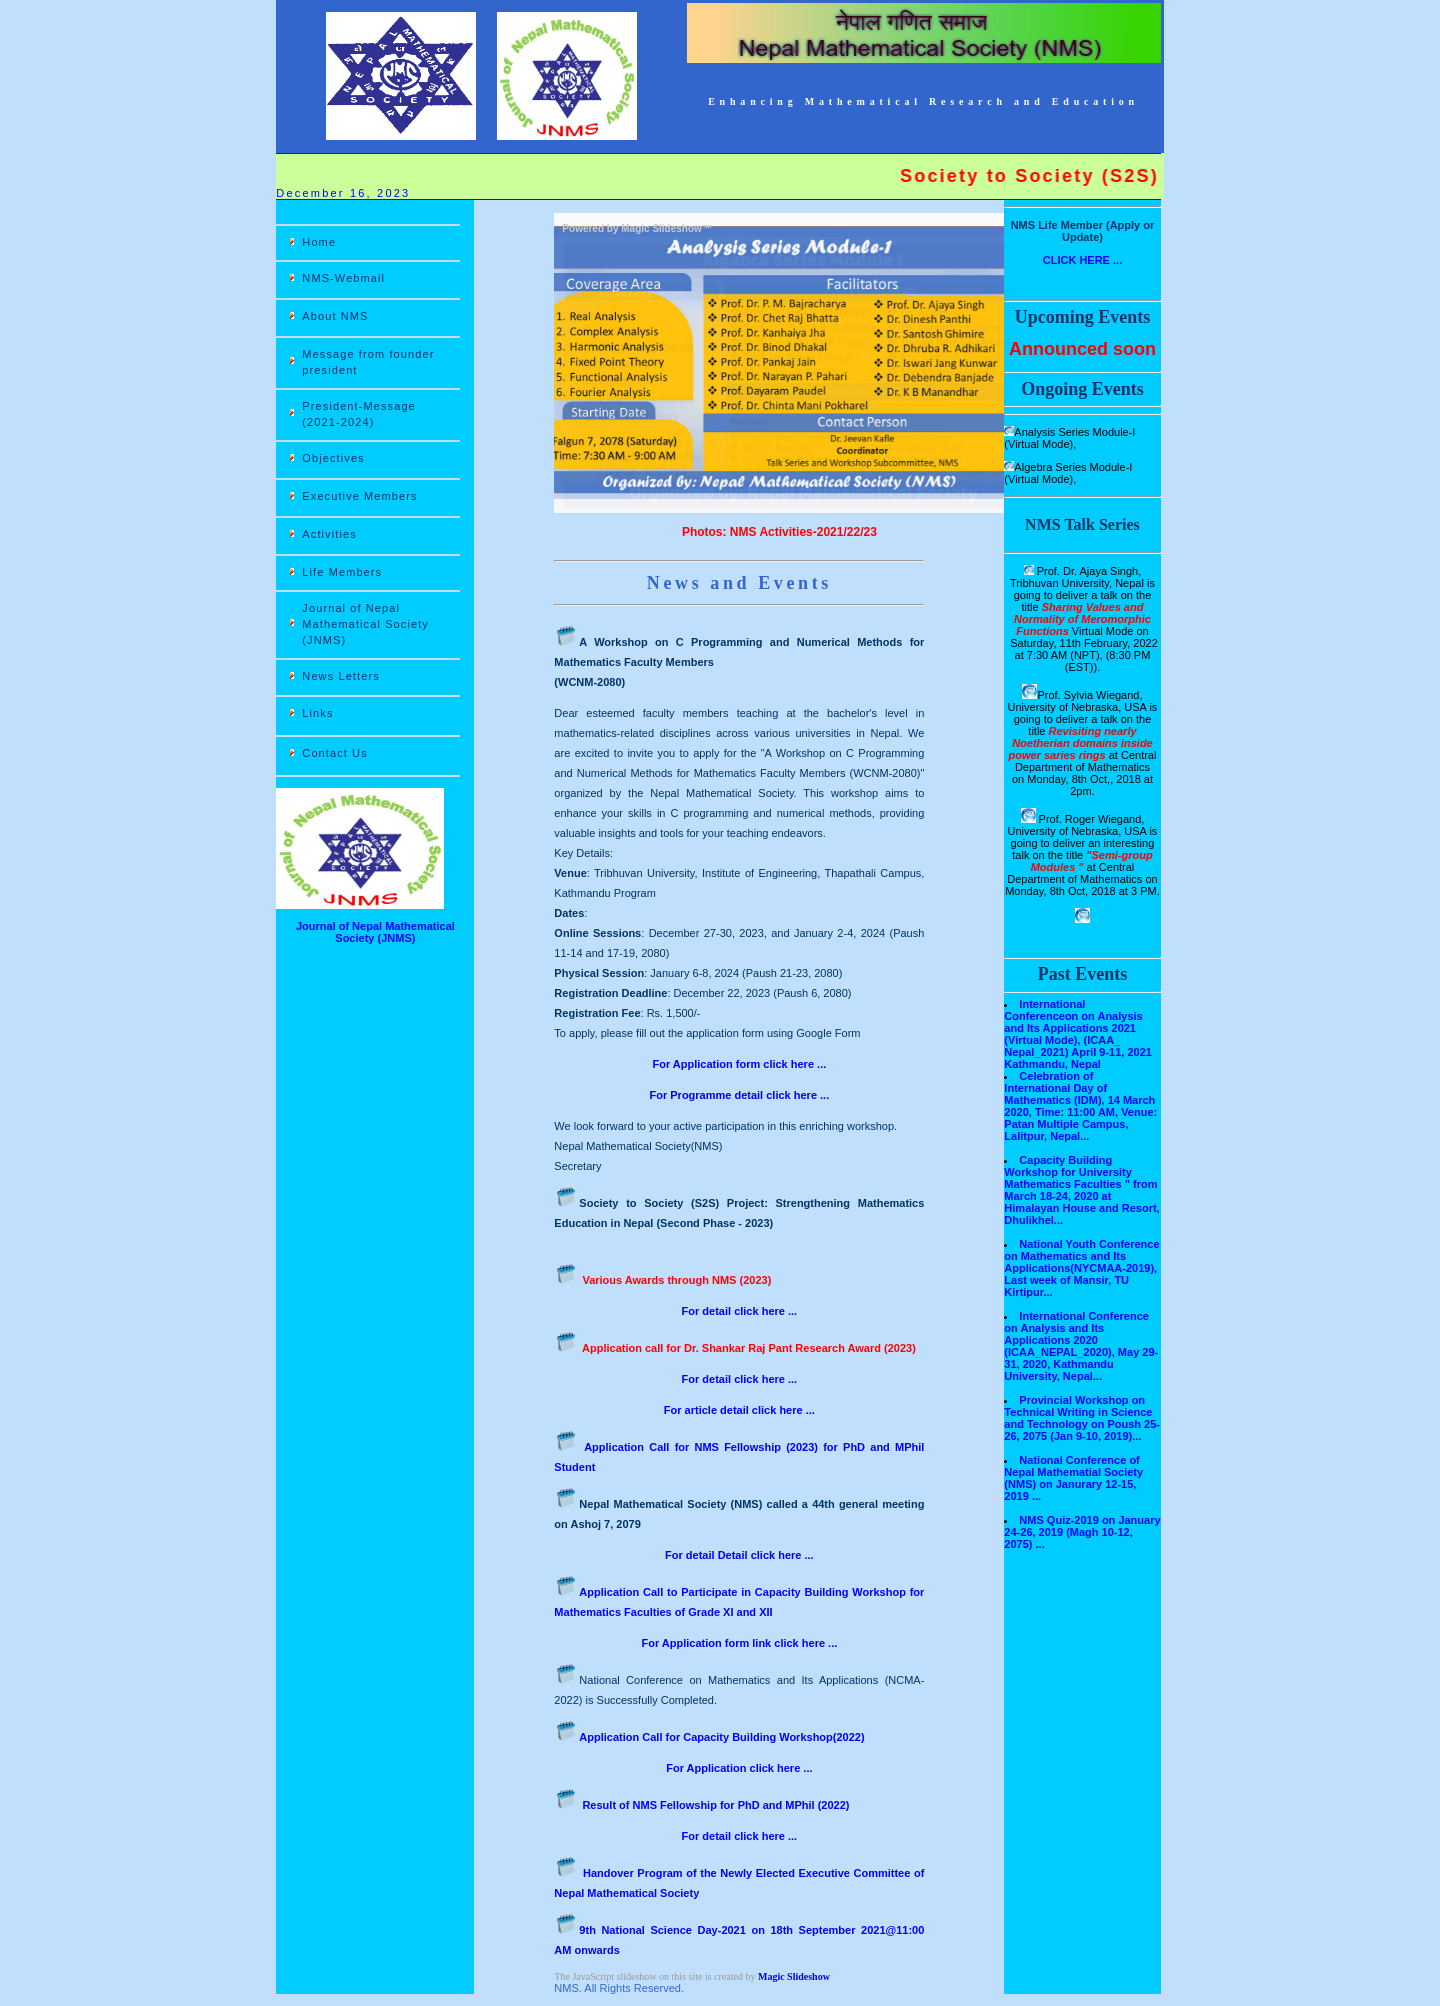 नेपाल गणित समाज
Nepal Mathematical Society (NMS)
Enhancing Mathematical Research and Education
Journal of Nepal Mathematical Society
JNMS
Society to Society (S2S)
December 16, 2023
Home
NMS-Webmail
About NMS
Message from founder
president
President-Message
(2021-2024)
Objectives
Executive Members
Activities
Life Members
Journal of Nepal
Mathematical Society
(JNMS)
News Letters
Links
Contact Us
Journal of Nepal Mathematical Society
JNMS
Journal of Nepal Mathematical
Society (JNMS)
Powered by Magic Slideshow™
Analysis Series Module-1
Coverage Area
1. Real Analysis
2. Complex Analysis
3. Harmonic Analysis
4. Fixed Point Theory
5. Functional Analysis
6. Fourier Analysis
Starting Date
Falgun 7, 2078 (Saturday)
Time: 7:30 AM - 9:00 AM
Facilitators
Prof. Dr. P. M. Bajracharya
Prof. Dr. Chet Raj Bhatta
Prof. Dr. Kanhaiya Jha
Prof. Dr. Binod Dhakal
Prof. Dr. Pankaj Jain
Prof. Dr. Narayan P. Pahari
Prof. Dayaram Paudel
Prof. Dr. Chinta Mani Pokharel
Prof. Dr. Ajaya Singh
Dr. Dinesh Panthi
Dr. Santosh Ghimire
Dr. Dhruba R. Adhikari
Dr. Iswari Jang Kunwar
Dr. Debendra Banjade
Dr. K B Manandhar
Contact Person
Dr. Jeevan Kafle
Coordinator
Talk Series and Workshop Subcommittee, NMS
Organized by: Nepal Mathematical Society (NMS)
Photos: NMS Activities-2021/22/23
News and Events
A Workshop on C Programming and Numerical Methods for
Mathematics Faculty Members
(WCNM-2080)
Dear esteemed faculty members teaching at the bachelor's level in
mathematics-related disciplines across various universities in Nepal. We
are excited to invite you to apply for the "A Workshop on C Programming
and Numerical Methods for Mathematics Faculty Members (WCNM-2080)"
organized by the Nepal Mathematical Society. This workshop aims to
enhance your skills in C programming and numerical methods, providing
valuable insights and tools for your teaching endeavors.
Key Details:
Venue: Tribhuvan University, Institute of Engineering, Thapathali Campus,
Kathmandu Program
Dates:
Online Sessions: December 27-30, 2023, and January 2-4, 2024 (Paush
11-14 and 17-19, 2080)
Physical Session: January 6-8, 2024 (Paush 21-23, 2080)
Registration Deadline: December 22, 2023 (Paush 6, 2080)
Registration Fee: Rs. 1,500/-
To apply, please fill out the application form using Google Form
For Application form click here ...
For Programme detail click here ...
We look forward to your active participation in this enriching workshop.
Nepal Mathematical Society(NMS)
Secretary
Society to Society (S2S) Project: Strengthening Mathematics
Education in Nepal (Second Phase - 2023)
Various Awards through NMS (2023)
For detail click here ...
Application call for Dr. Shankar Raj Pant Research Award (2023)
For detail click here ...
For article detail click here ...
Application Call for NMS Fellowship (2023) for PhD and MPhil
Student
Nepal Mathematical Society (NMS) called a 44th general meeting
on Ashoj 7, 2079
For detail Detail click here ...
Application Call to Participate in Capacity Building Workshop for
Mathematics Faculties of Grade XI and XII
For Application form link click here ...
National Conference on Mathematics and Its Applications (NCMA-
2022) is Successfully Completed.
Application Call for Capacity Building Workshop(2022)
For Application click here ...
Result of NMS Fellowship for PhD and MPhil (2022)
For detail click here ...
Handover Program of the Newly Elected Executive Committee of
Nepal Mathematical Society
9th National Science Day-2021 on 18th September 2021@11:00
AM onwards
The JavaScript slideshow on this site is created by Magic Slideshow
NMS. All Rights Reserved.
NMS Life Member (Apply or
Update)
CLICK HERE ...
Upcoming Events
Announced soon
Ongoing Events
Analysis Series Module-I
(Virtual Mode),
Algebra Series Module-I
(Virtual Mode),
NMS Talk Series
Prof. Dr. Ajaya Singh,
Tribhuvan University, Nepal is
going to deliver a talk on the
title Sharing Values and
Normality of Meromorphic
Functions Virtual Mode on
Saturday, 11th February, 2022
at 7:30 AM (NPT), (8:30 PM
(EST)).
Prof. Sylvia Wiegand,
University of Nebraska, USA is
going to deliver a talk on the
title Revisiting nearly
Noetherian domains inside
power saries rings at Central
Department of Mathematics
on Monday, 8th Oct,, 2018 at
2pm.
Prof. Roger Wiegand,
University of Nebraska, USA is
going to deliver an interesting
talk on the title "Semi-group
Modules " at Central
Department of Mathematics on
Monday, 8th Oct, 2018 at 3 PM.
Past Events
International
Conferenceon on Analysis
and Its Applications 2021
(Virtual Mode), (ICAA_
Nepal_2021) April 9-11, 2021
Kathmandu, Nepal
Celebration of
International Day of
Mathematics (IDM), 14 March
2020, Time: 11:00 AM, Venue:
Patan Multiple Campus,
Lalitpur, Nepal...
Capacity Building
Workshop for University
Mathematics Faculties " from
March 18-24, 2020 at
Himalayan House and Resort,
Dhulikhel...
National Youth Conference
on Mathematics and Its
Applications(NYCMAA-2019),
Last week of Mansir, TU
Kirtipur...
International Conference
on Analysis and Its
Applications 2020
(ICAA_NEPAL_2020), May 29-
31, 2020, Kathmandu
University, Nepal...
Provincial Workshop on
Technical Writing in Science
and Technology on Poush 25-
26, 2075 (Jan 9-10, 2019)...
National Conference of
Nepal Mathematial Society
(NMS) on Janurary 12-15,
2019 ...
NMS Quiz-2019 on January
24-26, 2019 (Magh 10-12,
2075) ...